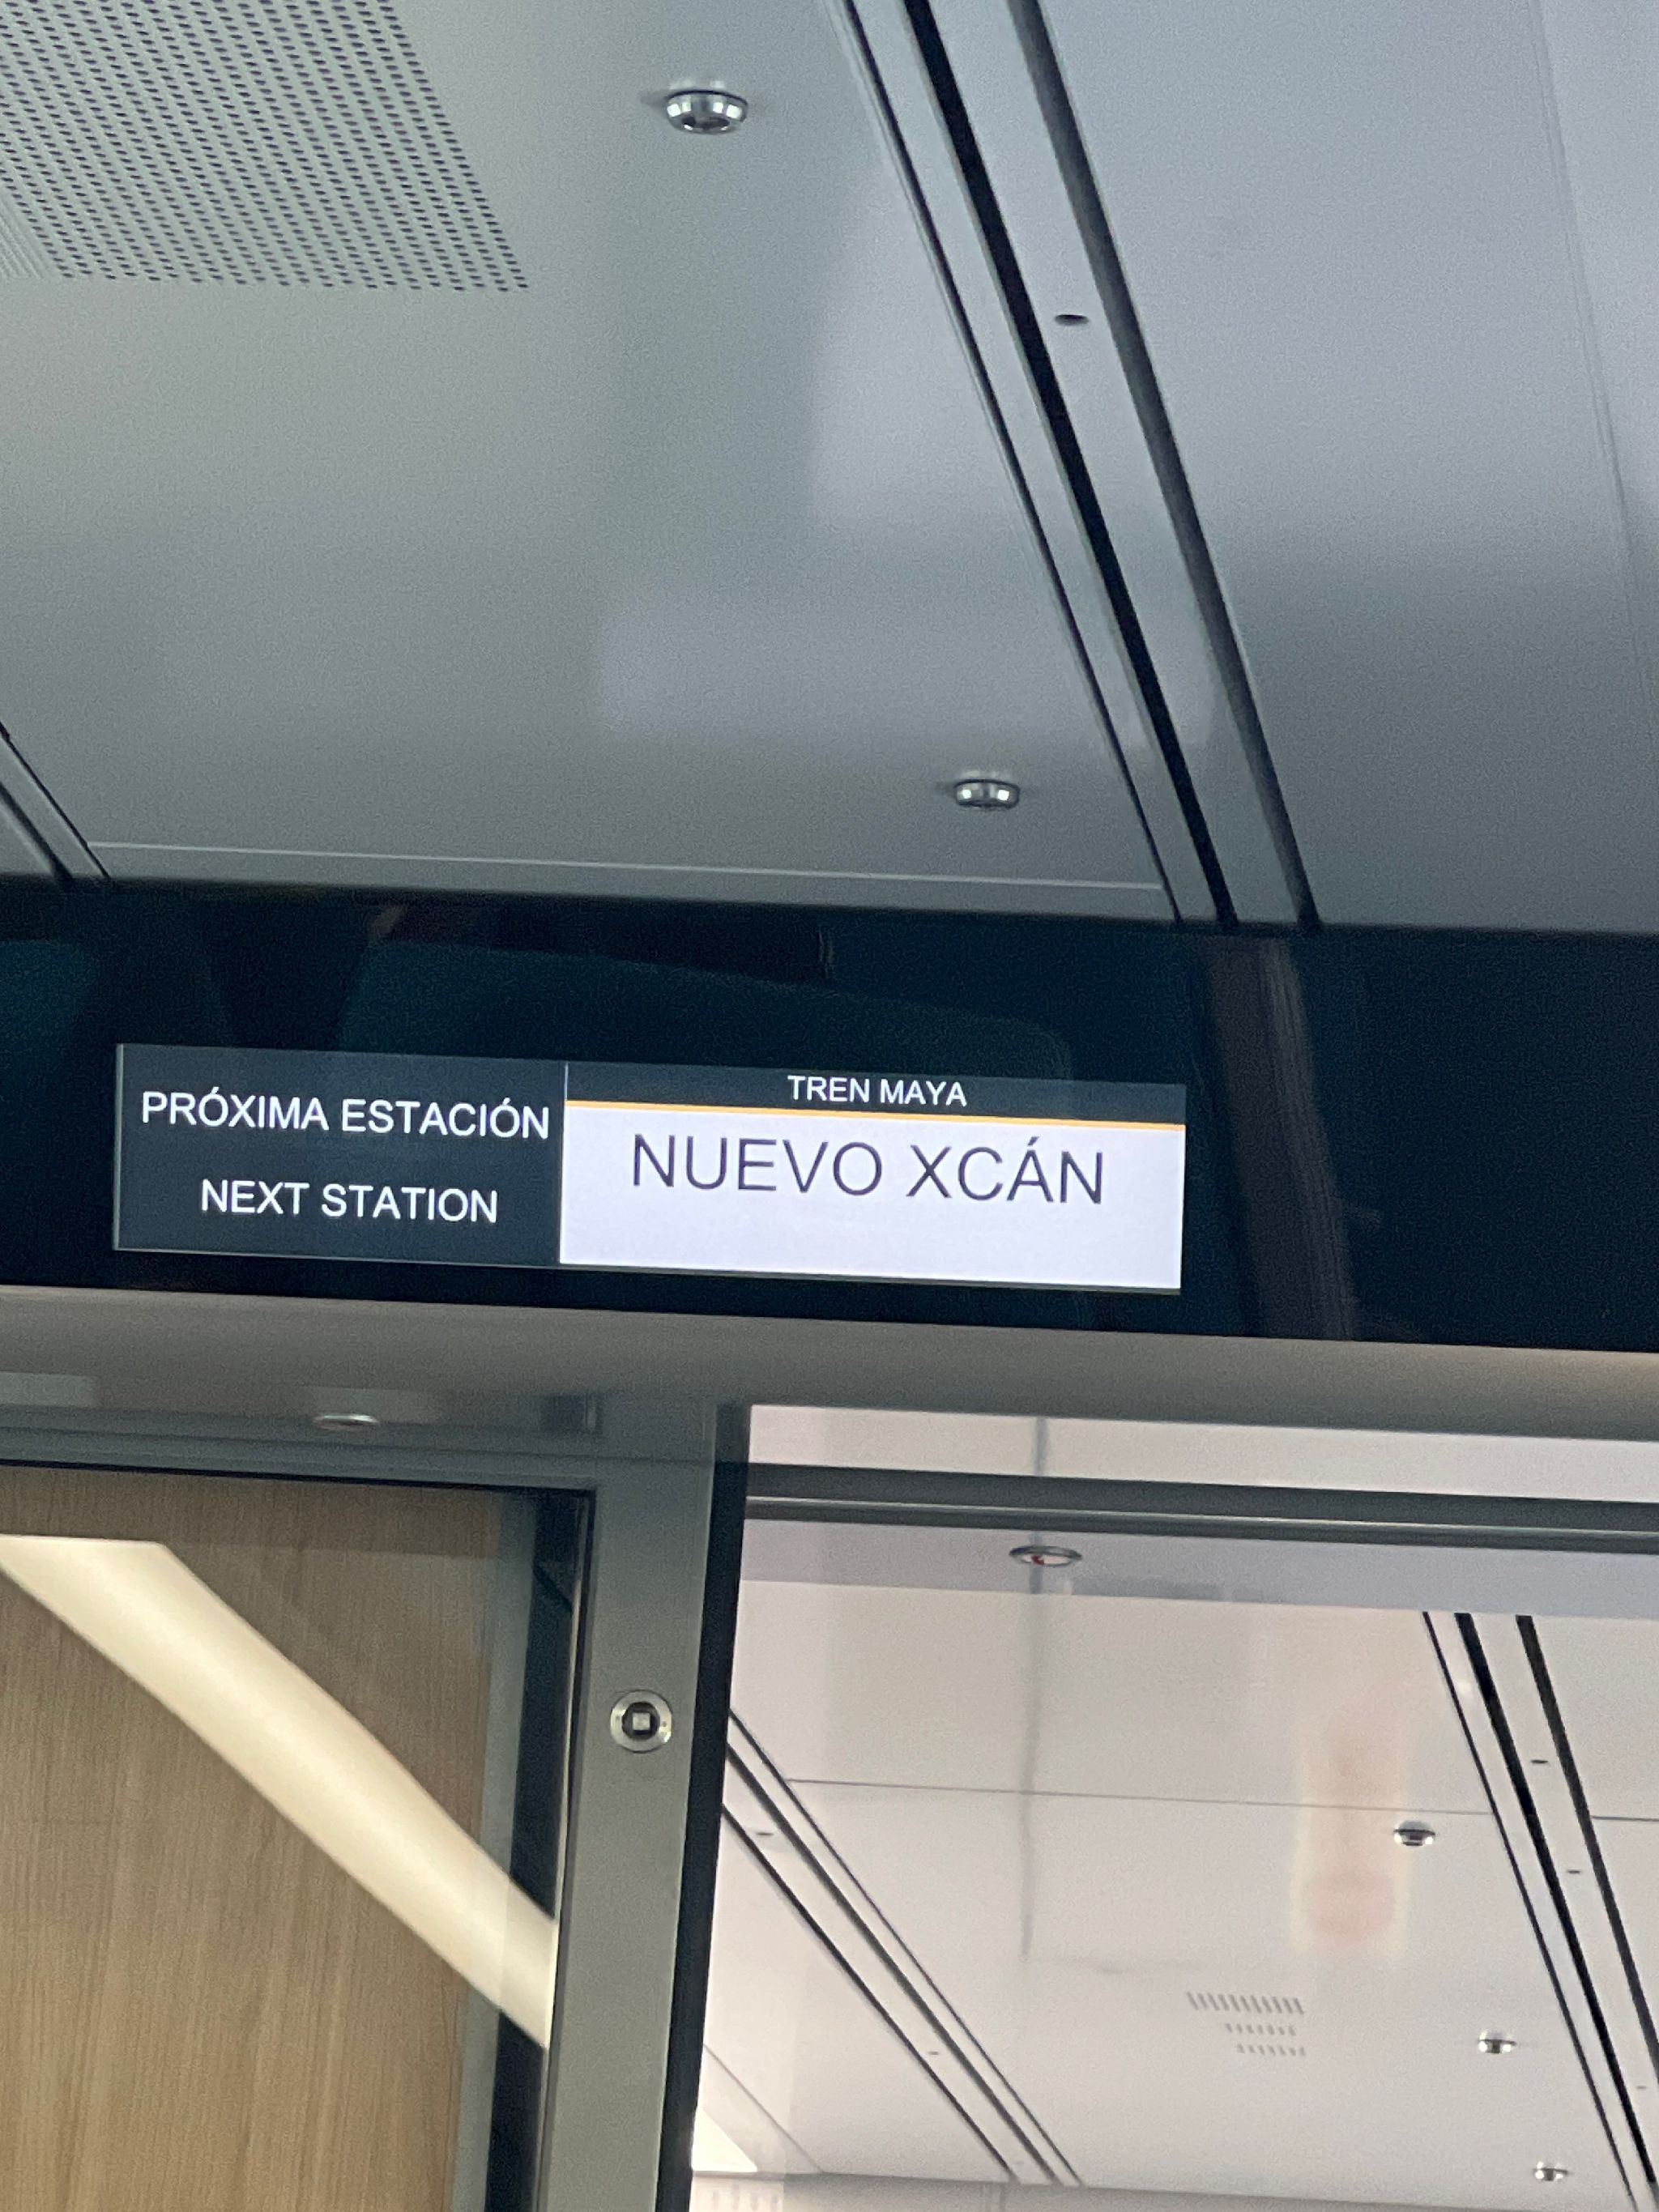 PRÓXIMA ESTACIÓN
NEXT STATION
TREN MAYA
NUEVO XCÁN